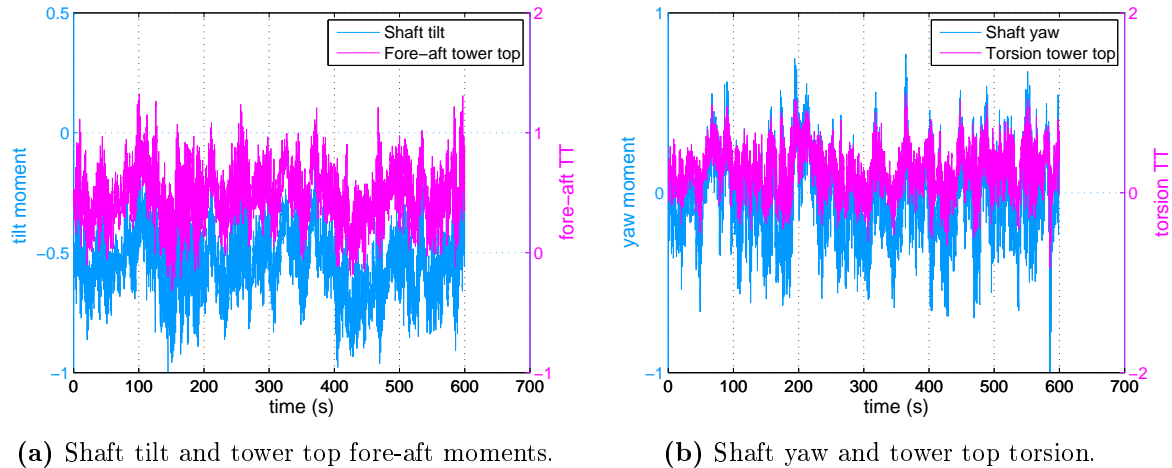 0.5
0
−0.5
−1
tilt moment
Shaft tilt
Fore−aft tower top
2
1
0
−1
fore−aft TT
0 100 200 300 400 500 600 700
time (s)
(a) Shaft tilt and tower top fore-aft moments.
1
0
−1
yaw moment
Shaft yaw
Torsion tower top
2
0
−2
torsion TT
0 100 200 300 400 500 600 700
time (s)
(b) Shaft yaw and tower top torsion.